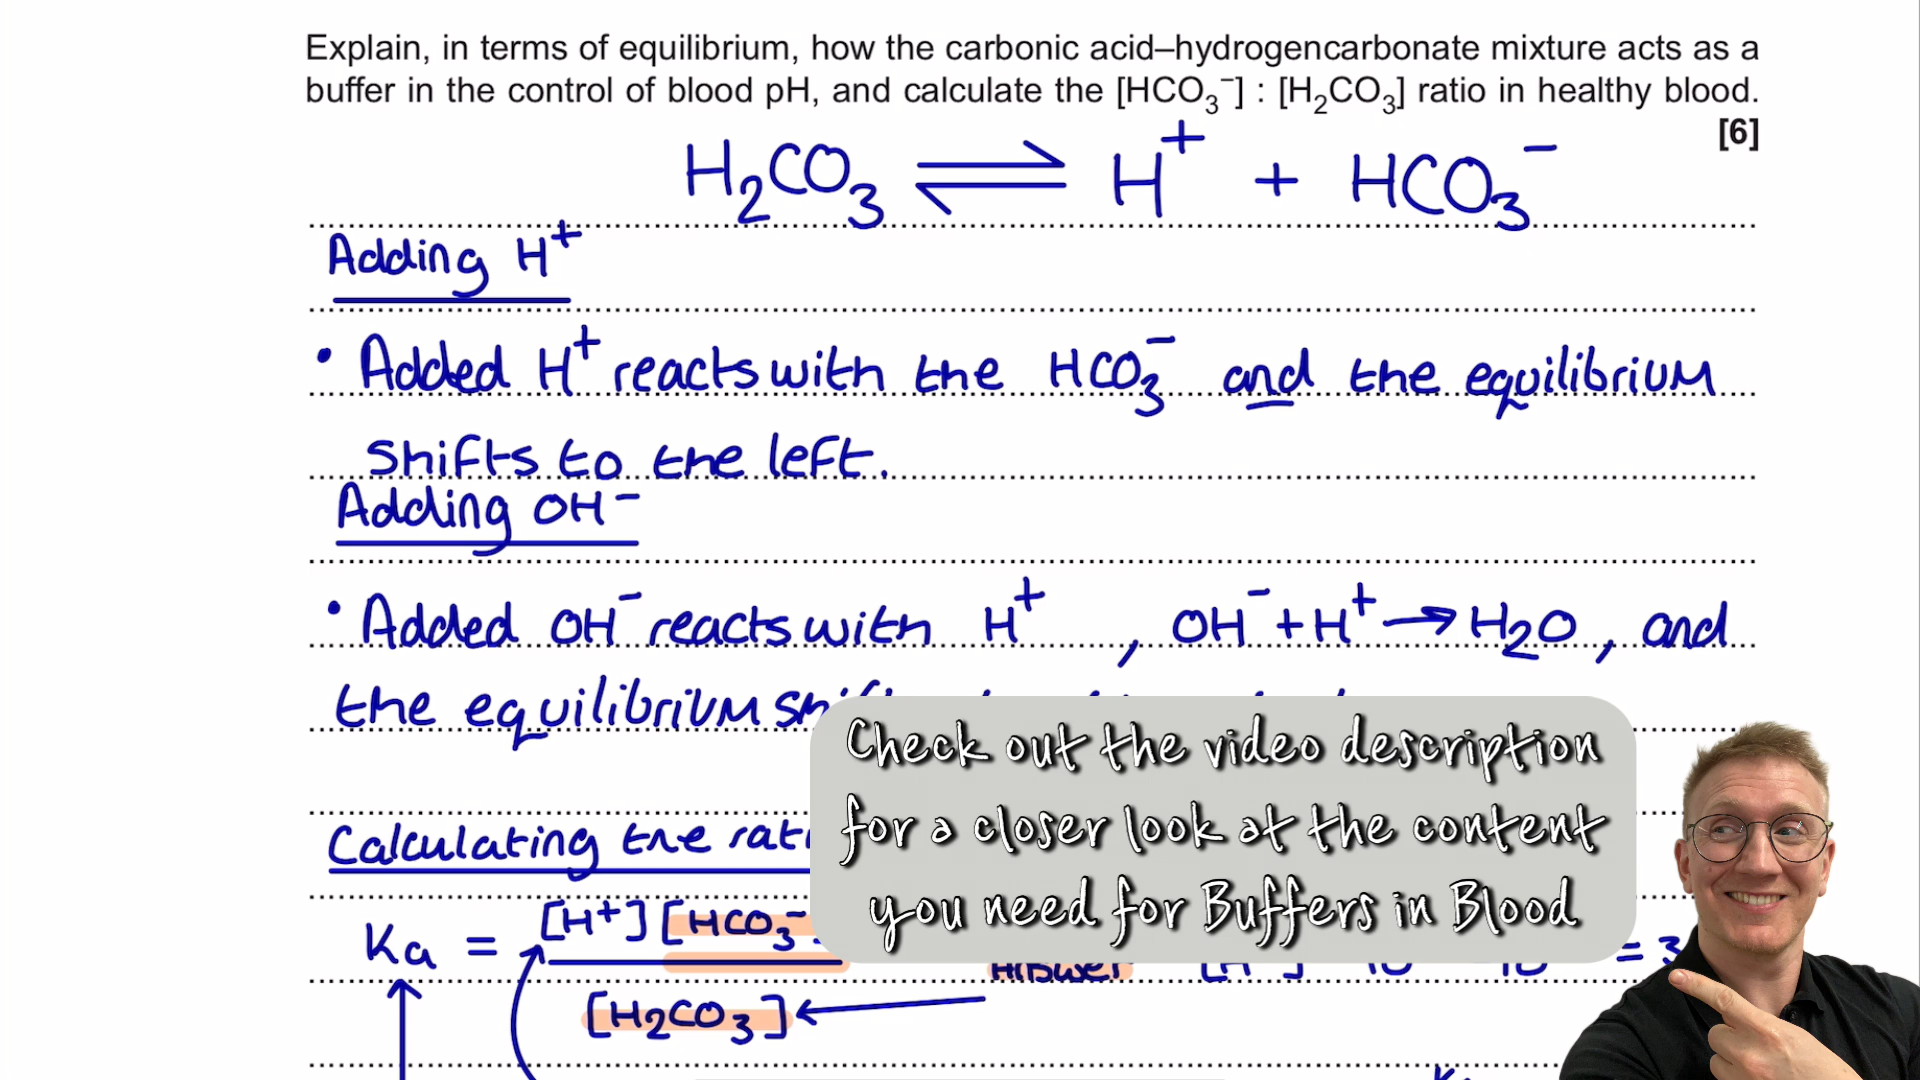 Explain, in terms of equilibrium, how the carbonic acid–hydrogencarbonate mixture acts as a
buffer in the control of blood pH, and calculate the [HCO₃⁻] : [H₂CO₃] ratio in healthy blood.
[6]
H₂CO₃ ⇌ H⁺ + HCO₃⁻
Adding H⁺
• Added H⁺ reacts with the HCO₃⁻ and the equilibrium
shifts to the left.
Adding OH⁻
• Added OH⁻ reacts with H⁺, OH⁻ + H⁺ → H₂O, and
the equilibrium
Check out the video description
for a closer look at the content
you need for Buffers in Blood
Calculating the
Ka = [H⁺][HCO₃⁻
[H₂CO₃]